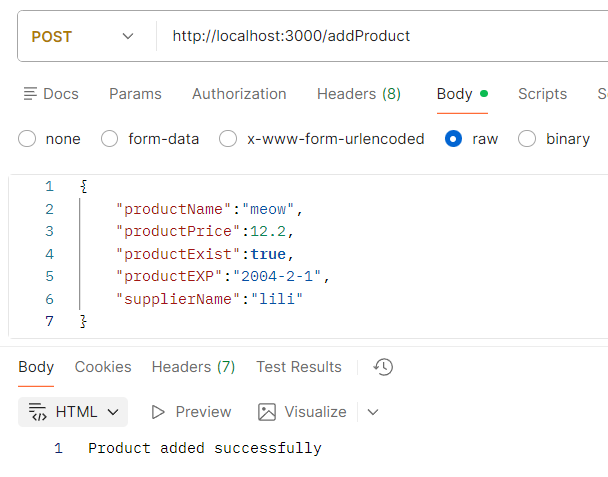 POST http://localhost:3000/addProduct
Docs Params Authorization Headers (8) Body Scripts S
none form-data x-www-form-urlencoded raw binary
1 {
2 "productName":"meow",
3 "productPrice":12.2,
4 "productExist":true,
5 "productEXP":"2004-2-1",
6 "supplierName":"lili"
7 }
Body Cookies Headers (7) Test Results
HTML Preview Visualize
1 Product added successfully